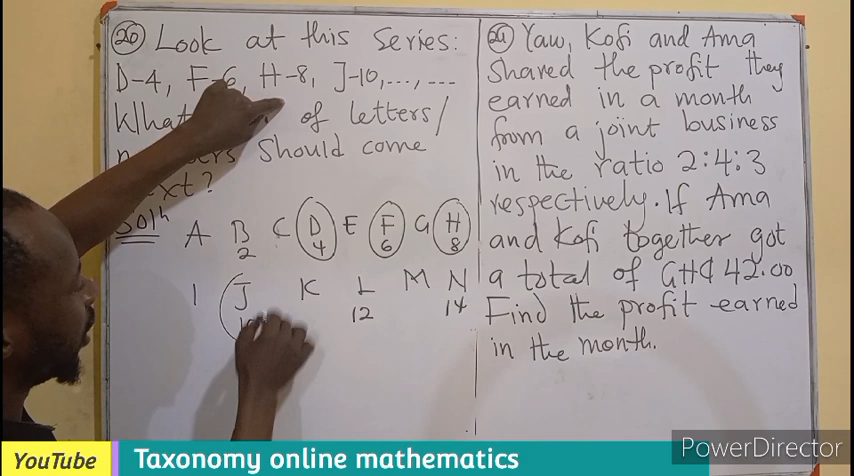 20 Look at this series:
D-4, F-6, H-8, J-10, ..., ...
What of letters/
should come
Soln
A B C D E F G H
2 4 6 8
I J K L M N
12 14
21 Yaw, Kofi and Ama
shared the profit they
earned in a month
from a joint business
in the ratio 2:4:3
respectively. If Ama
and Kofi together got
a total of GH₵ 42.00
Find the profit earned
in the month.
PowerDirector
YouTube Taxonomy online mathematics